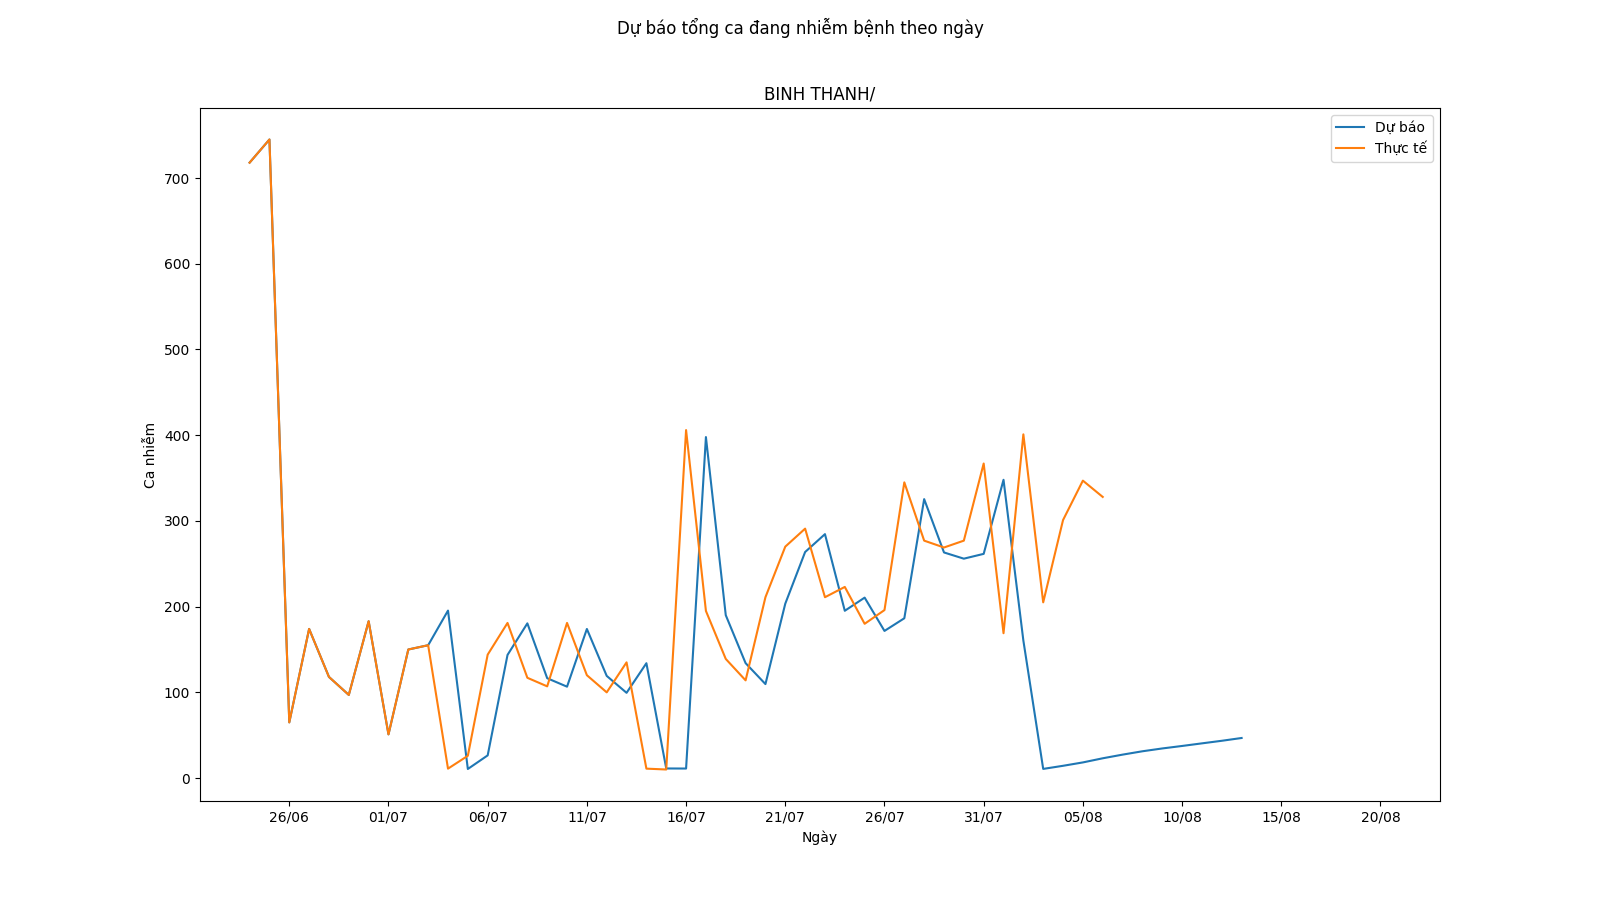 Dự báo tổng ca đang nhiễm bệnh theo ngày
BINH THANH/
Dự báo
Thực tế
700
600
500
400
300
200
100
0
Ca nhiễm
26/06 01/07 06/07 11/07 16/07 21/07 26/07 31/07 05/08 10/08 15/08 20/08
Ngày